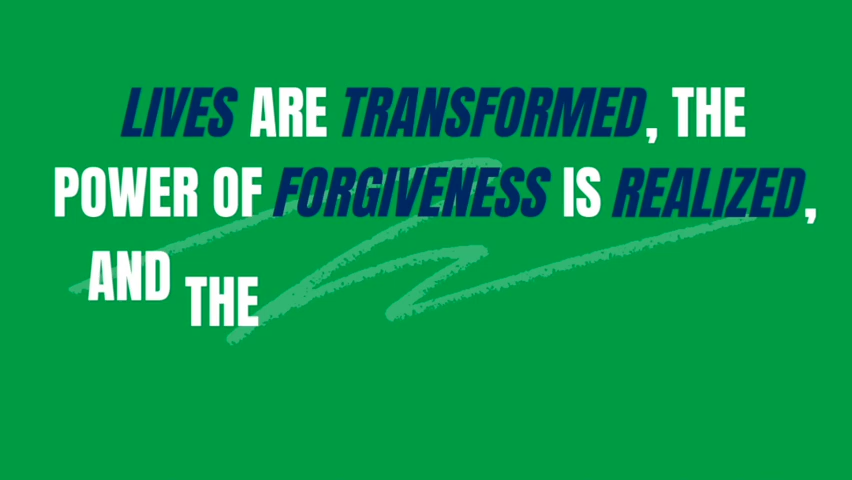 LIVES ARE TRANSFORMED, THE
POWER OF FORGIVENESS IS REALIZED,
AND THE